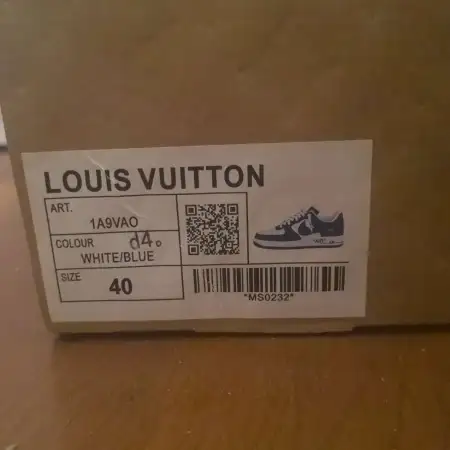 LOUIS VUITTON
ART.
1A9VAO
COLOUR d4.
WHITE/BLUE
SIZE
40
*MS0232*